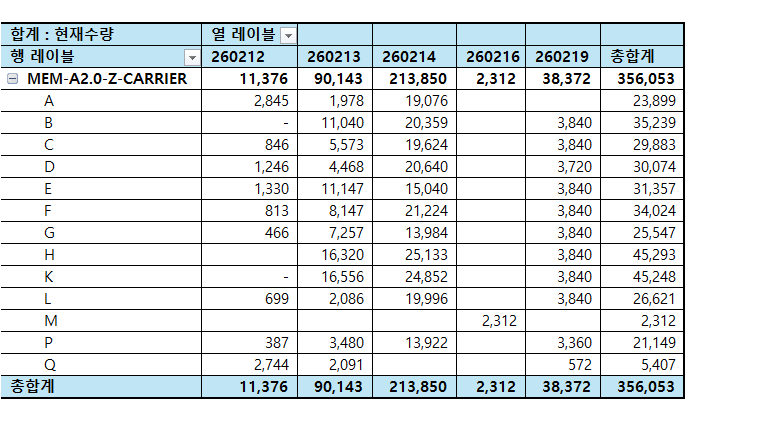 합계 : 현재수량 열 레이블
행 레이블 260212 260213 260214 260216 260219 총합계
MEM-A2.0-Z-CARRIER 11,376 90,143 213,850 2,312 38,372 356,053
A 2,845 1,978 19,076 23,899
B - 11,040 20,359 3,840 35,239
C 846 5,573 19,624 3,840 29,883
D 1,246 4,468 20,640 3,720 30,074
E 1,330 11,147 15,040 3,840 31,357
F 813 8,147 21,224 3,840 34,024
G 466 7,257 13,984 3,840 25,547
H 16,320 25,133 3,840 45,293
K - 16,556 24,852 3,840 45,248
L 699 2,086 19,996 3,840 26,621
M 2,312 2,312
P 387 3,480 13,922 3,360 21,149
Q 2,744 2,091 572 5,407
총합계 11,376 90,143 213,850 2,312 38,372 356,053